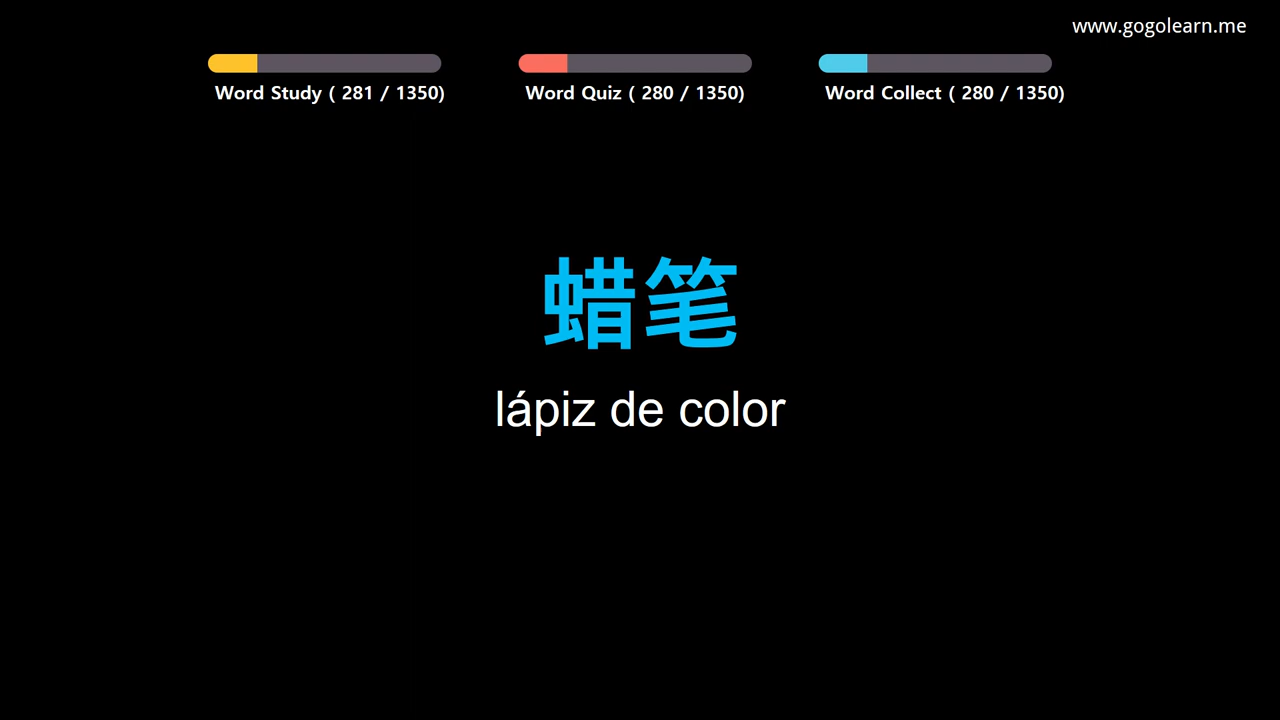 www.gogolearn.me
Word Study ( 281 / 1350)
Word Quiz ( 280 / 1350)
Word Collect ( 280 / 1350)
蜡笔
lápiz de color